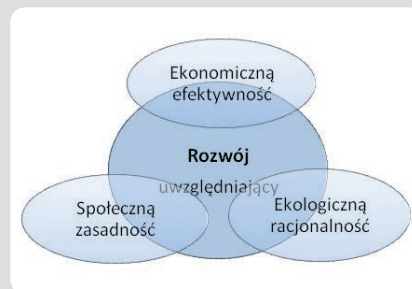 Ekonomiczną
efektywność
Rozwój
uwzględniający
Społeczną
zasadność
Ekologiczną
racjonalność